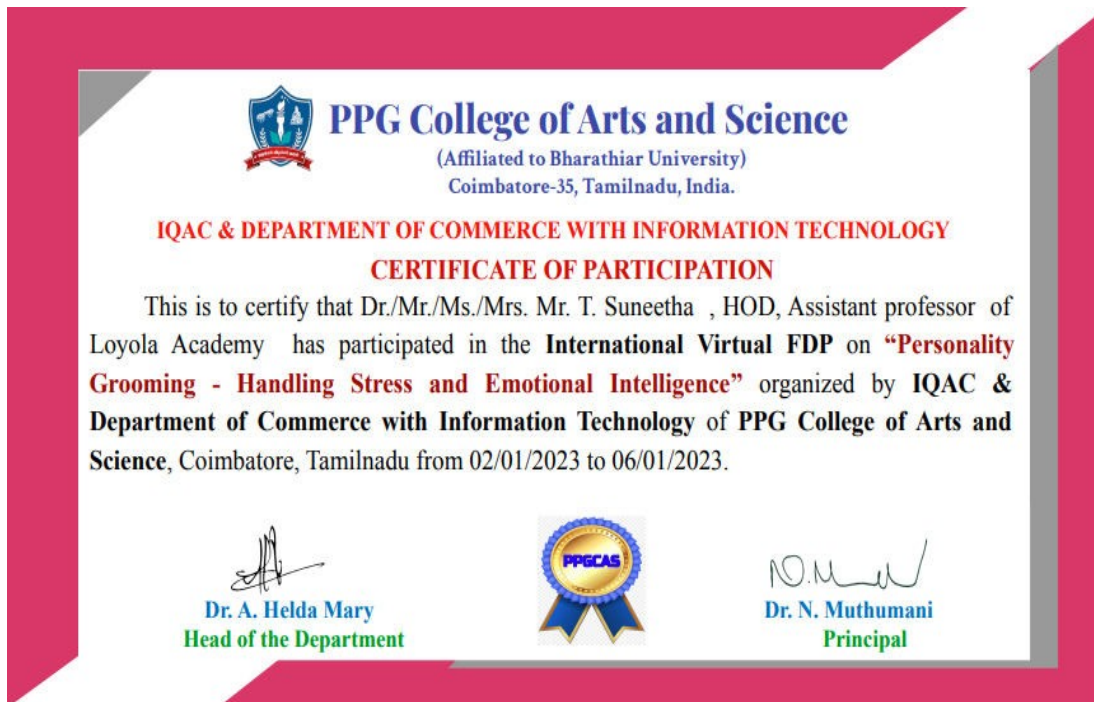 PPG College of Arts and Science
(Affiliated to Bharathiar University)
Coimbatore-35, Tamilnadu, India.
IQAC & DEPARTMENT OF COMMERCE WITH INFORMATION TECHNOLOGY
CERTIFICATE OF PARTICIPATION
This is to certify that Dr./Mr./Ms./Mrs. Mr. T. Suneetha , HOD, Assistant professor of
Loyola Academy has participated in the International Virtual FDP on “Personality
Grooming - Handling Stress and Emotional Intelligence” organized by IQAC &
Department of Commerce with Information Technology of PPG College of Arts and
Science, Coimbatore, Tamilnadu from 02/01/2023 to 06/01/2023.
PPGCAS
Dr. A. Helda Mary
Head of the Department
Dr. N. Muthumani
Principal